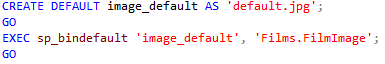 CREATE DEFAULT image_default AS 'default.jpg';
GO
EXEC sp_bindefault 'image_default', 'Films.FilmImage';
GO